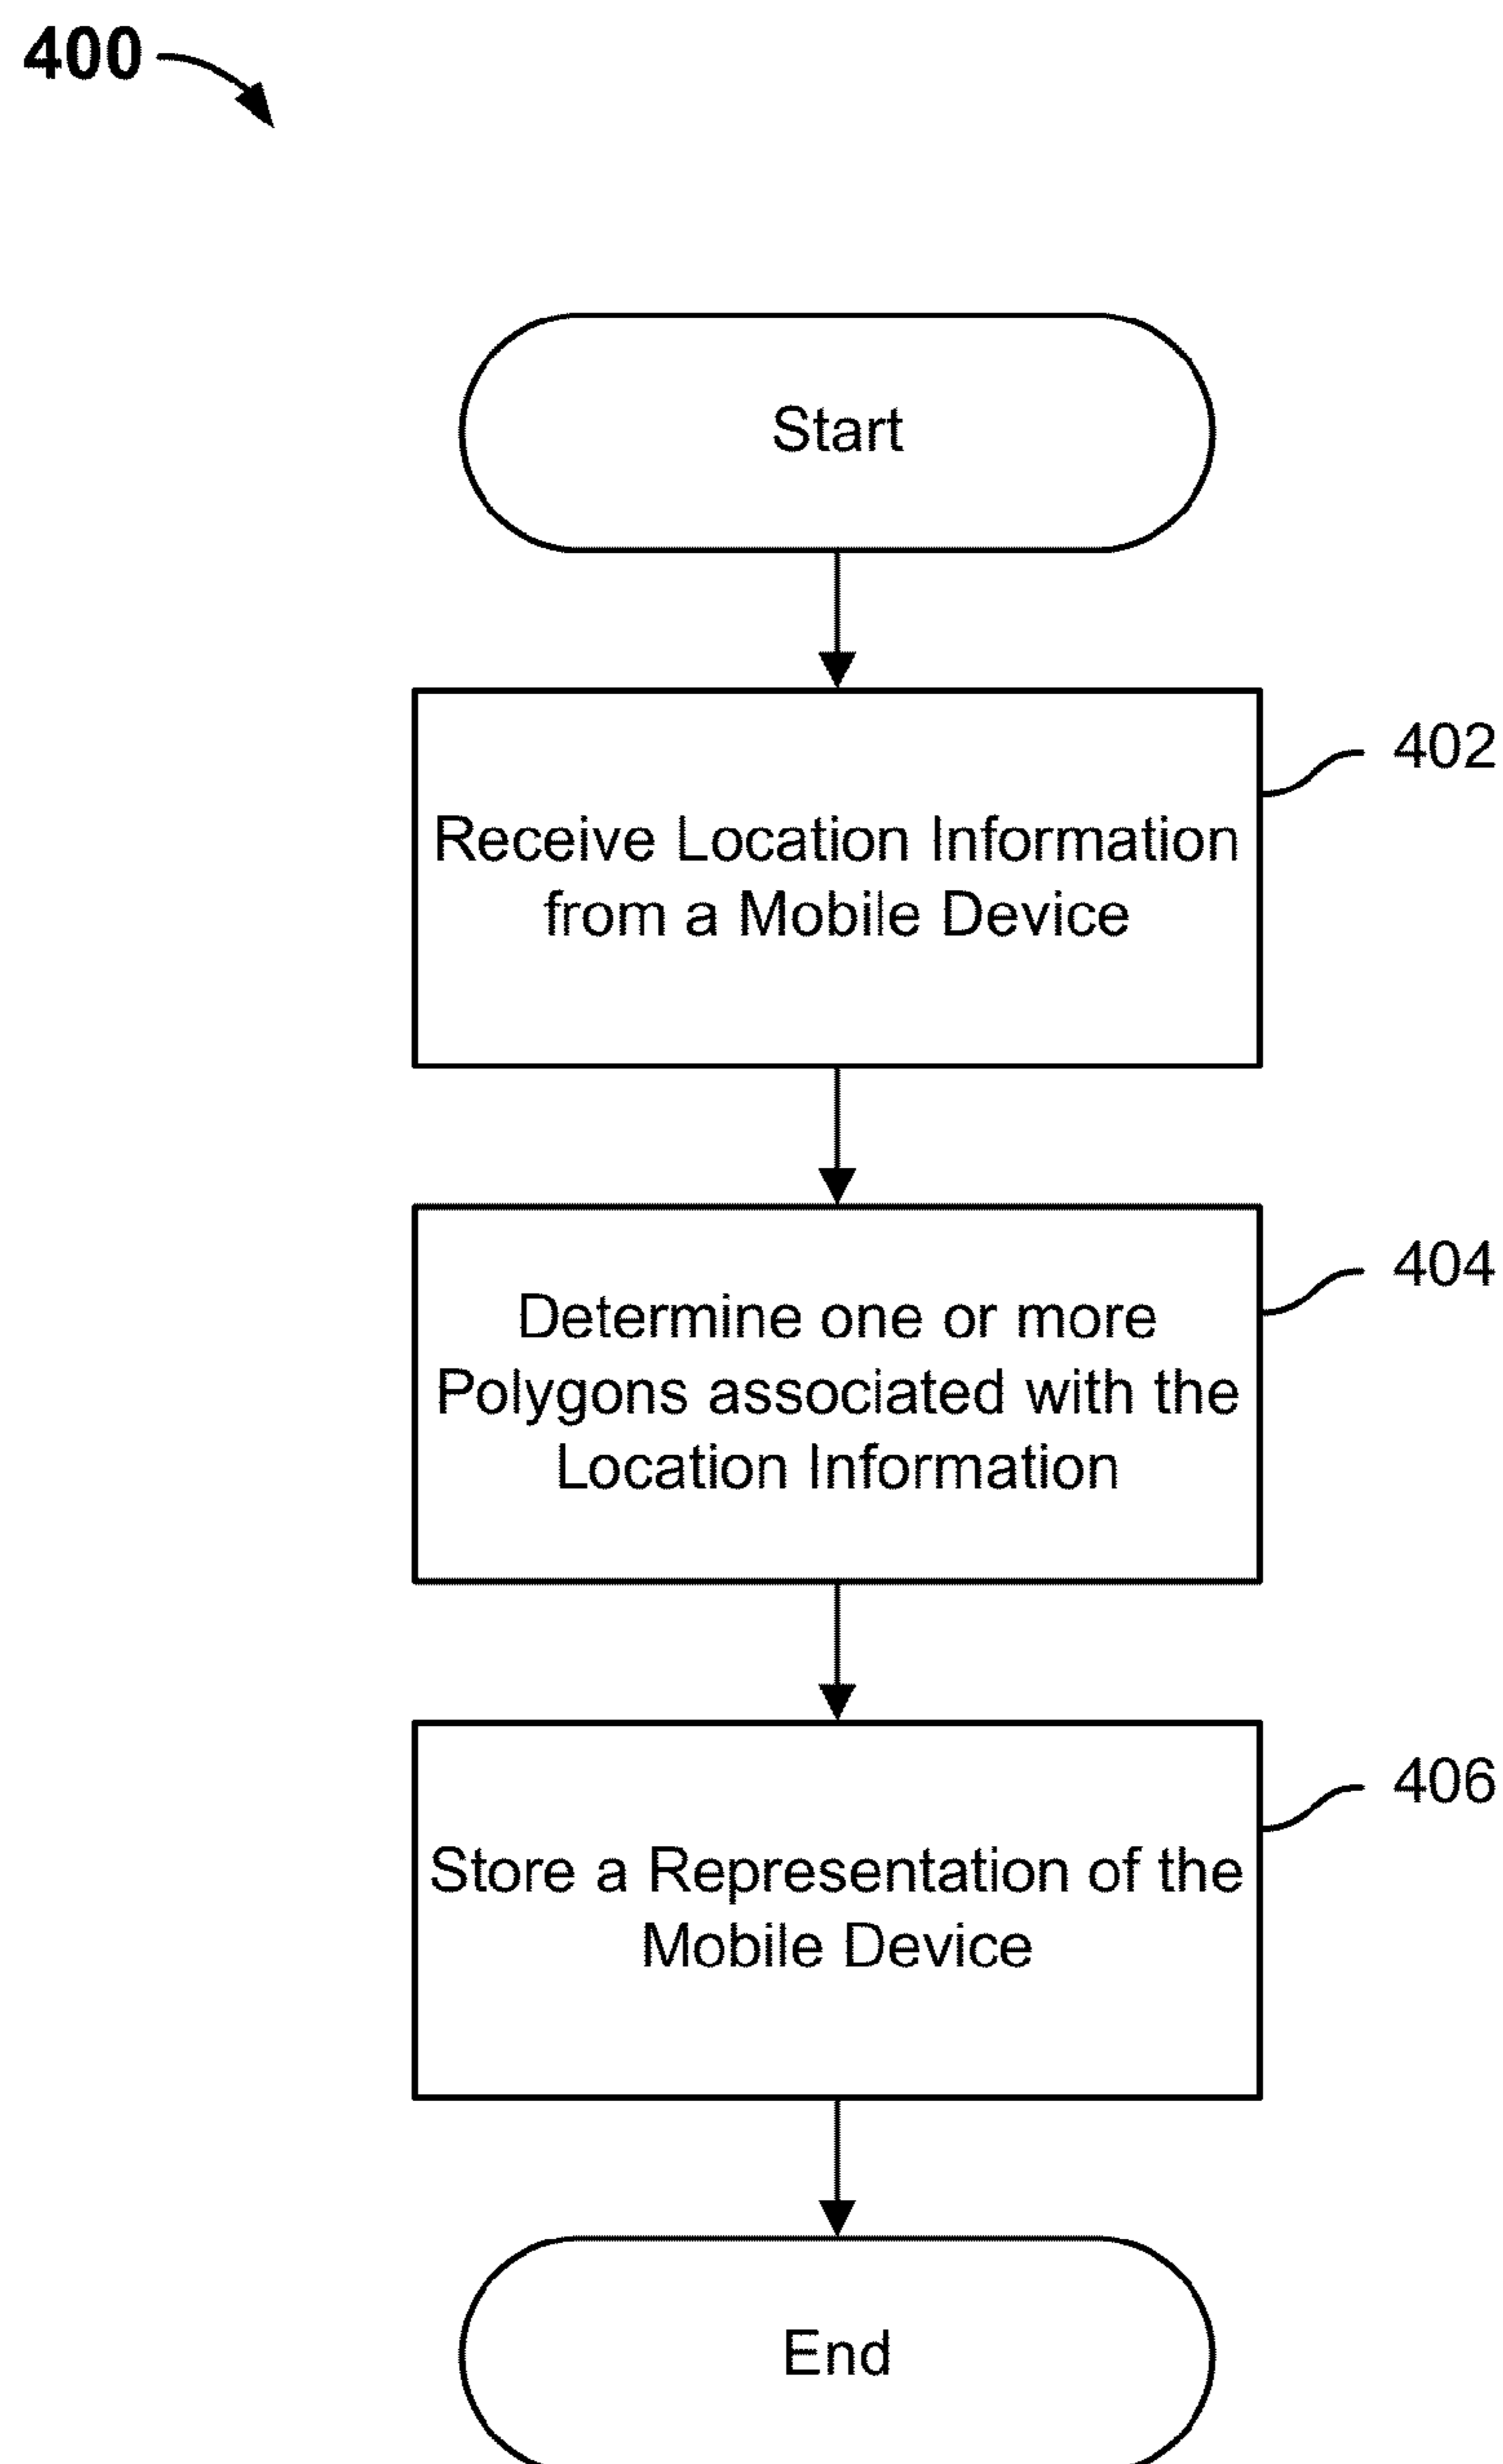 400
Start
402
Receive Location Information
from a Mobile Device
404
Determine one or more
Polygons associated with the
Location Information
406
Store a Representation of the
Mobile Device
End